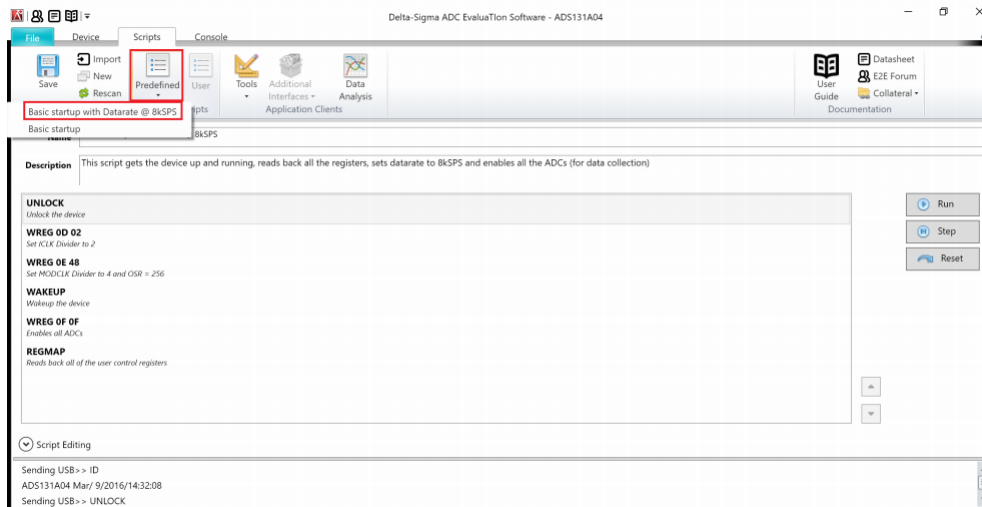 Delta-Sigma ADC EvaluaTIon Software - ADS131A04
File Device Scripts Console
Save
Import
New
Rescan
Predefined
User
Tools
Additional Interfaces
Data Analysis
Application Clients
User Guide
Datasheet
E2E Forum
Collateral
Documentation
Basic startup with Datarate @ 8kSPS
ipts
Basic startup
Name
8kSPS
Description This script gets the device up and running, reads back all the registers, sets datarate to 8kSPS and enables all the ADCs (for data collection)
UNLOCK
Unlock the device
WREG 0D 02
Set ICLK Divider to 2
WREG 0E 48
Set MODCLK Divider to 4 and OSR = 256
WAKEUP
Wakeup the device
WREG 0F 0F
Enables all ADCs
REGMAP
Reads back all of the user control registers
Run
Step
Reset
Script Editing
Sending USB>> ID
ADS131A04 Mar/ 9/2016/14:32:08
Sending USB>> UNLOCK